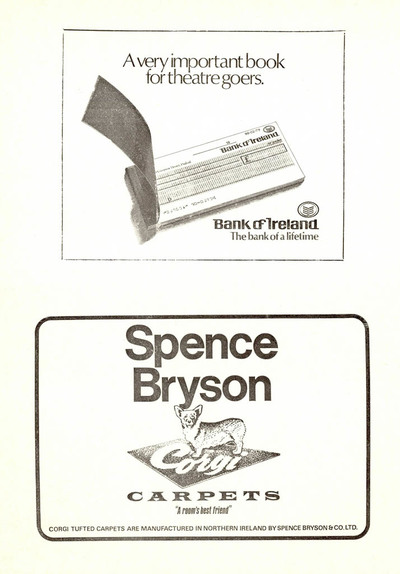 A very important book
for theatre goers.
Bank of Ireland
£
Bank of Ireland
The bank of a lifetime
Spence
Bryson
Corgi
CARPETS
"A room's best friend"
CORGI TUFTED CARPETS ARE MANUFACTURED IN NORTHERN IRELAND BY SPENCE BRYSON & CO. LTD.